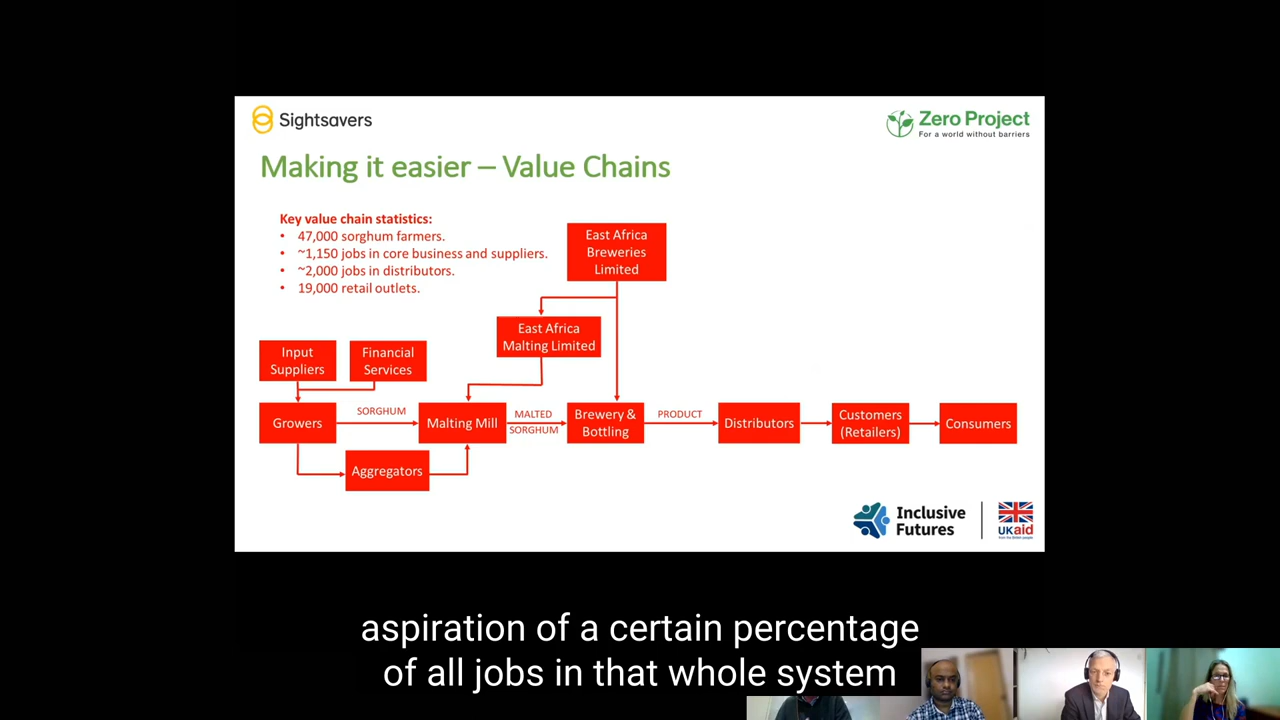 Sightsavers
Zero Project
For a world without barriers
Making it easier – Value Chains
Key value chain statistics:
• 47,000 sorghum farmers.
• ~1,150 jobs in core business and suppliers.
• ~2,000 jobs in distributors.
• 19,000 retail outlets.
East Africa
Breweries
Limited
East Africa
Malting Limited
Input
Suppliers
Financial
Services
Growers
SORGHUM
Malting Mill
MALTED
SORGHUM
Brewery &
Bottling
PRODUCT
Distributors
Customers
(Retailers)
Consumers
Aggregators
Inclusive
Futures
UKaid
from the British people
aspiration of a certain percentage
of all jobs in that whole system